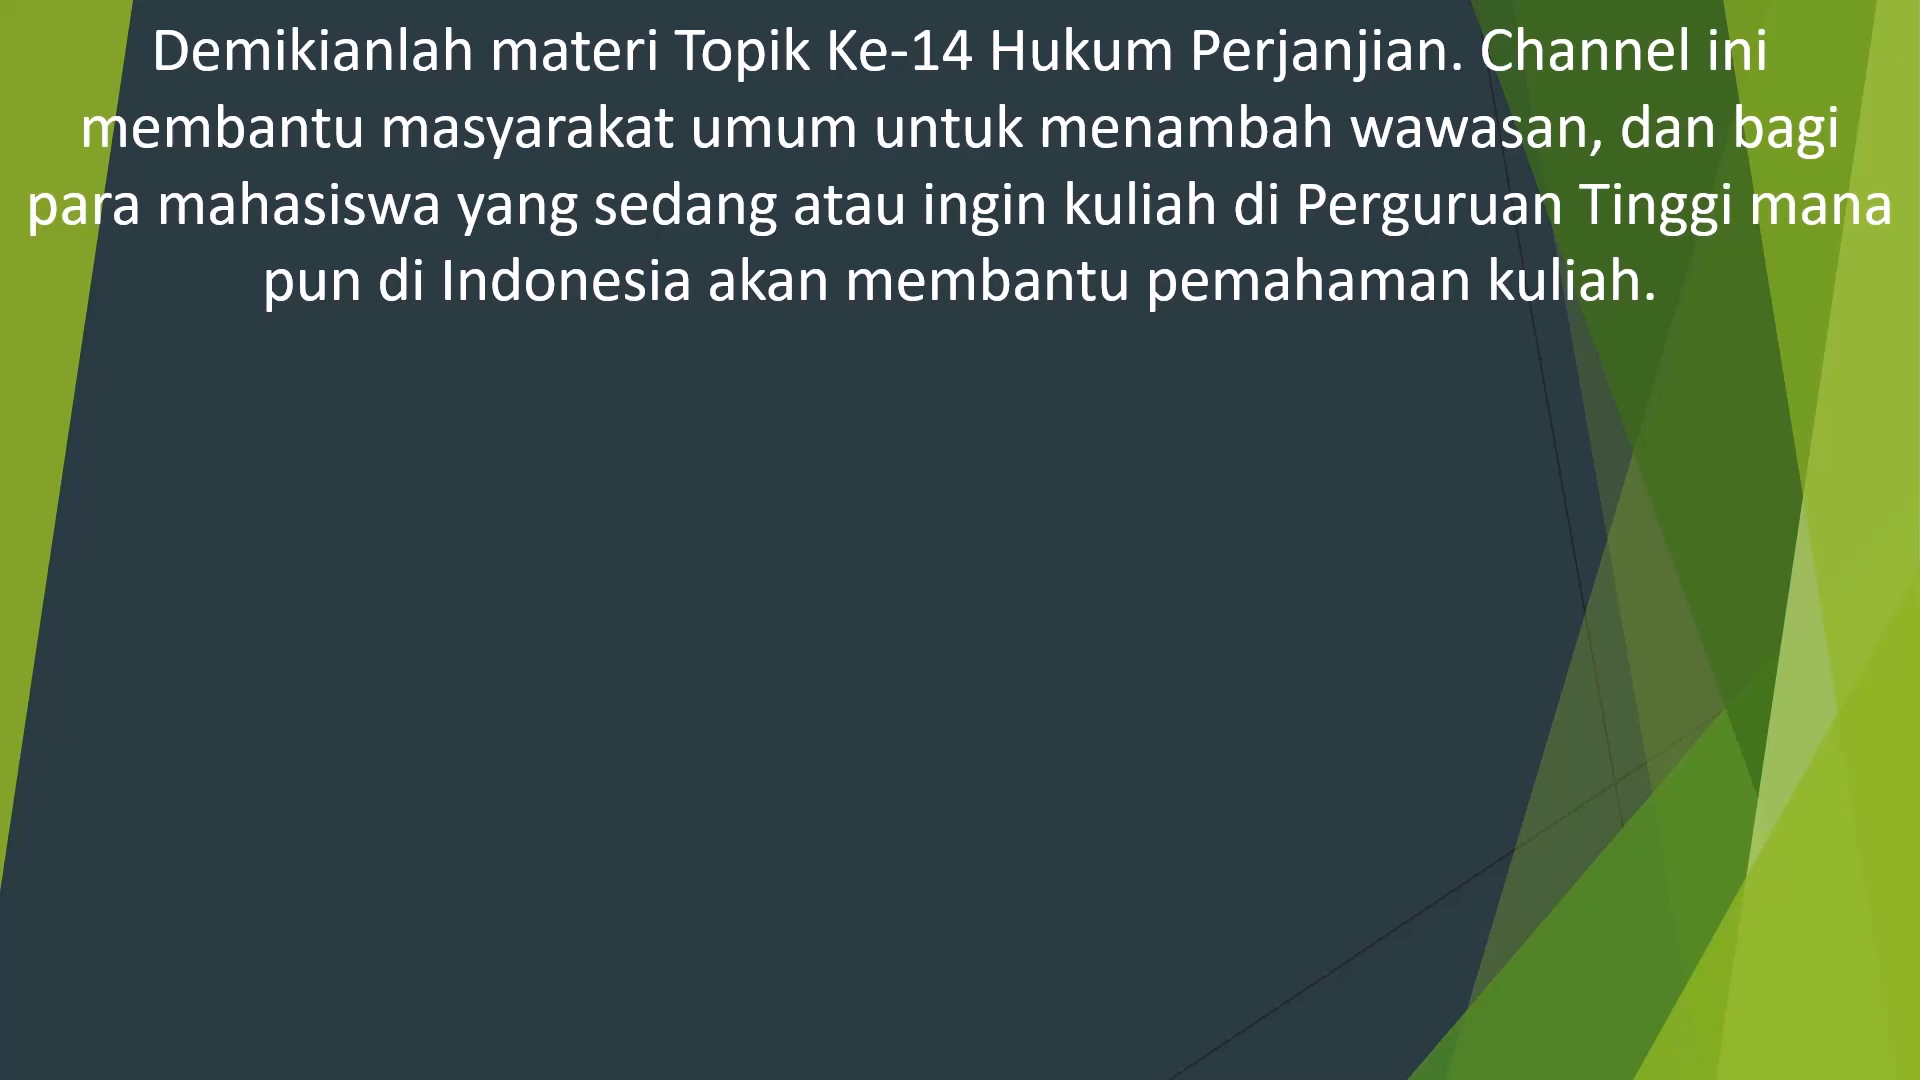 Demikianlah materi Topik Ke-14 Hukum Perjanjian. Channel ini
membantu masyarakat umum untuk menambah wawasan, dan bagi
para mahasiswa yang sedang atau ingin kuliah di Perguruan Tinggi mana
pun di Indonesia akan membantu pemahaman kuliah.